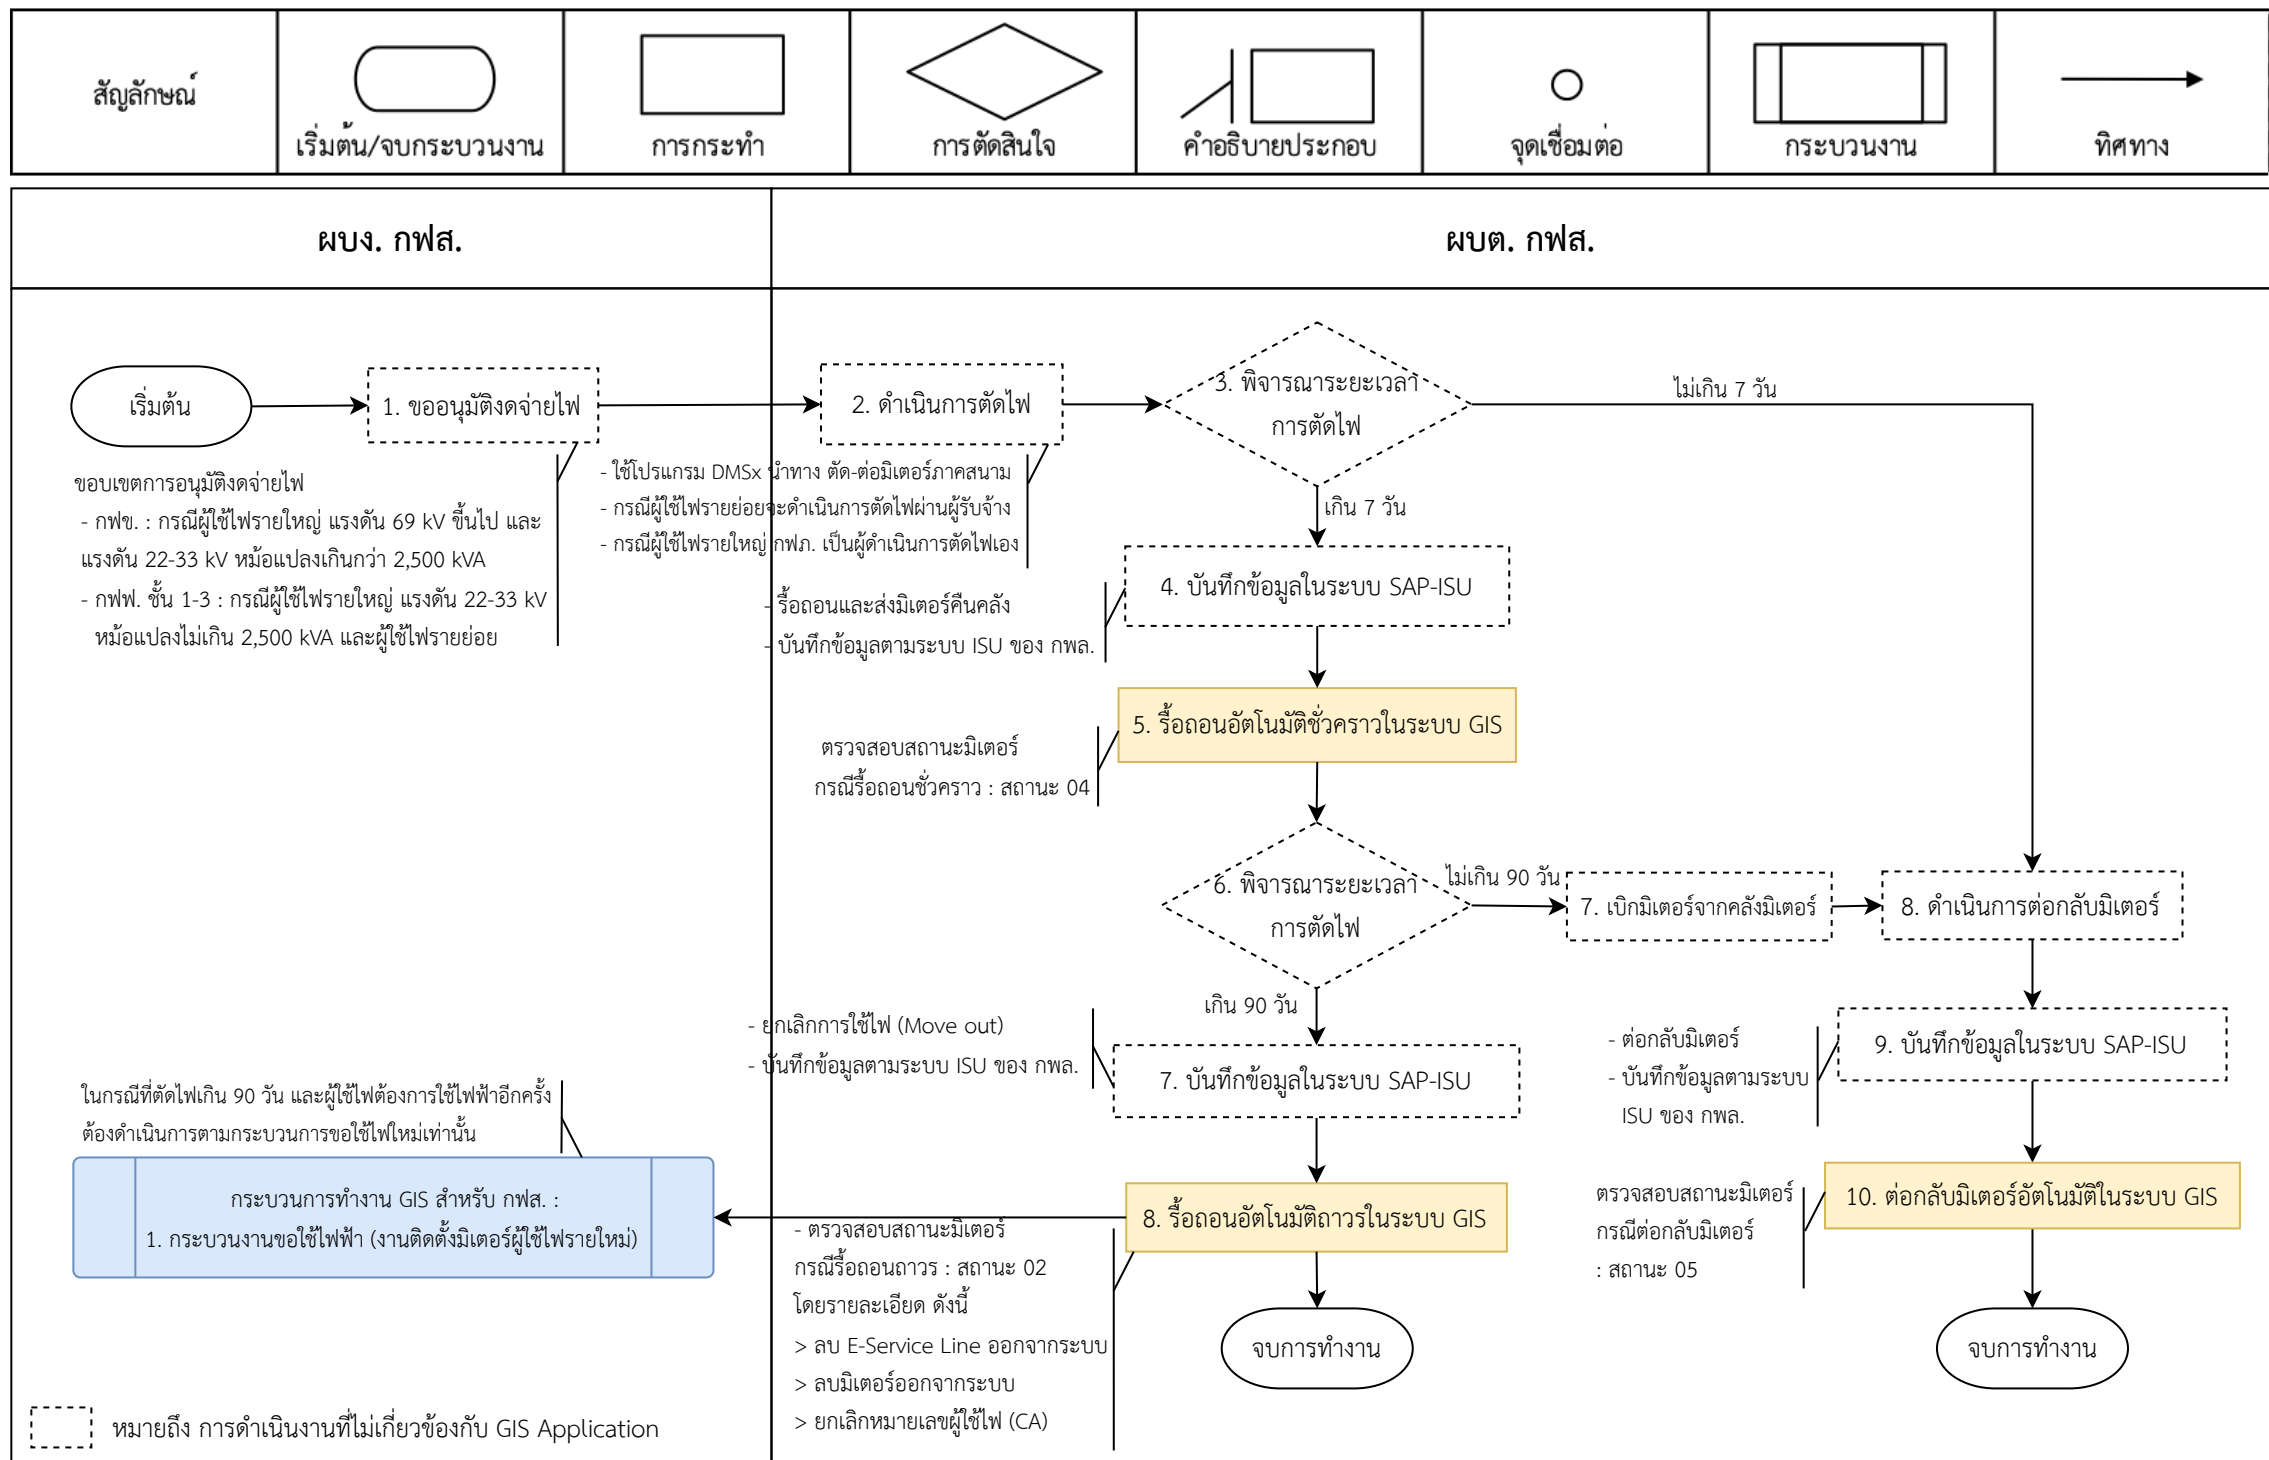 สัญลักษณ์
เริ่มต้น/จบกระบวนงาน
การกระทำ
การตัดสินใจ
คำอธิบายประกอบ
จุดเชื่อมต่อ
กระบวนงาน
ทิศทาง
ผบง. กฟส.
ผบต. กฟส.
เริ่มต้น
1. ขออนุมัติงดจ่ายไฟ
ขอบเขตการอนุมัติงดจ่ายไฟ
- กฟข. : กรณีผู้ใช้ไฟรายใหญ่ แรงดัน 69 kV ขึ้นไป และ
แรงดัน 22-33 kV หม้อแปลงเกินกว่า 2,500 kVA
- กฟฟ. ชั้น 1-3 : กรณีผู้ใช้ไฟรายใหญ่ แรงดัน 22-33 kV
หม้อแปลงไม่เกิน 2,500 kVA และผู้ใช้ไฟรายย่อย
2. ดำเนินการตัดไฟ
- ใช้โปรแกรม DMSx นำทาง ตัด-ต่อมิเตอร์ภาคสนาม
- กรณีผู้ใช้ไฟรายย่อยจะดำเนินการตัดไฟผ่านผู้รับจ้าง
- กรณีผู้ใช้ไฟรายใหญ่ กฟภ. เป็นผู้ดำเนินการตัดไฟเอง
3. พิจารณาระยะเวลา
การตัดไฟ
ไม่เกิน 7 วัน
เกิน 7 วัน
4. บันทึกข้อมูลในระบบ SAP-ISU
- รื้อถอนและส่งมิเตอร์คืนคลัง
- บันทึกข้อมูลตามระบบ ISU ของ กพล.
5. รื้อถอนอัตโนมัติชั่วคราวในระบบ GIS
ตรวจสอบสถานะมิเตอร์
กรณีรื้อถอนชั่วคราว : สถานะ 04
6. พิจารณาระยะเวลา
การตัดไฟ
ไม่เกิน 90 วัน
7. เบิกมิเตอร์จากคลังมิเตอร์
8. ดำเนินการต่อกลับมิเตอร์
เกิน 90 วัน
- ยกเลิกการใช้ไฟ (Move out)
- บันทึกข้อมูลตามระบบ ISU ของ กพล.
7. บันทึกข้อมูลในระบบ SAP-ISU
- ต่อกลับมิเตอร์
- บันทึกข้อมูลตามระบบ
ISU ของ กพล.
9. บันทึกข้อมูลในระบบ SAP-ISU
ในกรณีที่ตัดไฟเกิน 90 วัน และผู้ใช้ไฟต้องการใช้ไฟฟ้าอีกครั้ง
ต้องดำเนินการตามกระบวนการขอใช้ไฟใหม่เท่านั้น
กระบวนการทำงาน GIS สำหรับ กฟส. :
1. กระบวนงานขอใช้ไฟฟ้า (งานติดตั้งมิเตอร์ผู้ใช้ไฟรายใหม่)
8. รื้อถอนอัตโนมัติถาวรในระบบ GIS
- ตรวจสอบสถานะมิเตอร์
กรณีรื้อถอนถาวร : สถานะ 02
โดยรายละเอียด ดังนี้
> ลบ E-Service Line ออกจากระบบ
> ลบมิเตอร์ออกจากระบบ
> ยกเลิกหมายเลขผู้ใช้ไฟ (CA)
จบการทำงาน
ตรวจสอบสถานะมิเตอร์
กรณีต่อกลับมิเตอร์
: สถานะ 05
10. ต่อกลับมิเตอร์อัตโนมัติในระบบ GIS
จบการทำงาน
หมายถึง การดำเนินงานที่ไม่เกี่ยวข้องกับ GIS Application